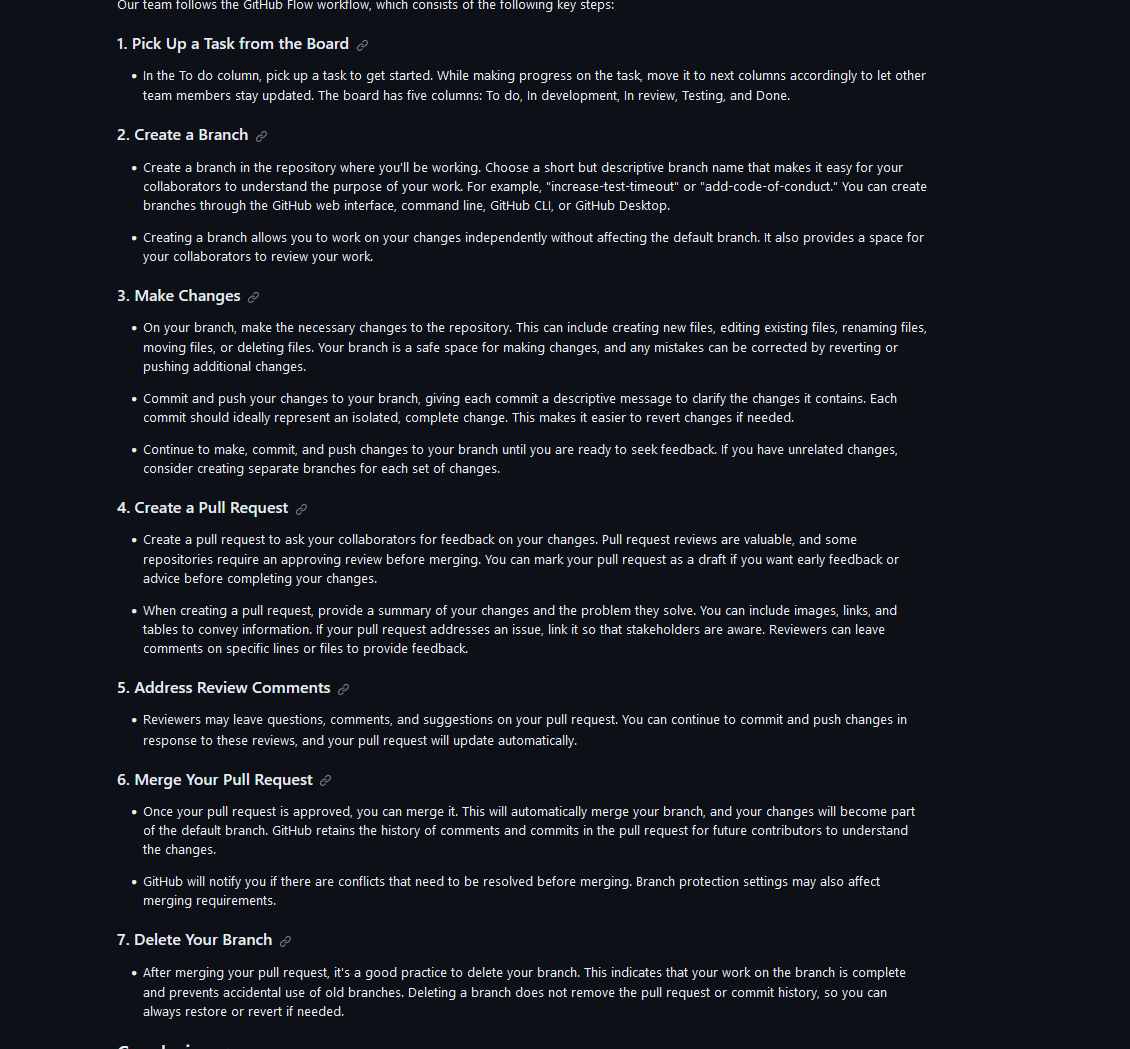 Our team follows the GitHub Flow workflow, which consists of the following key steps:
1. Pick Up a Task from the Board
• In the To do column, pick up a task to get started. While making progress on the task, move it to next columns accordingly to let other
team members stay updated. The board has five columns: To do, In development, In review, Testing, and Done.
2. Create a Branch
• Create a branch in the repository where you'll be working. Choose a short but descriptive branch name that makes it easy for your
collaborators to understand the purpose of your work. For example, "increase-test-timeout" or "add-code-of-conduct." You can create
branches through the GitHub web interface, command line, GitHub CLI, or GitHub Desktop.
• Creating a branch allows you to work on your changes independently without affecting the default branch. It also provides a space for
your collaborators to review your work.
3. Make Changes
• On your branch, make the necessary changes to the repository. This can include creating new files, editing existing files, renaming files,
moving files, or deleting files. Your branch is a safe space for making changes, and any mistakes can be corrected by reverting or
pushing additional changes.
• Commit and push your changes to your branch, giving each commit a descriptive message to clarify the changes it contains. Each
commit should ideally represent an isolated, complete change. This makes it easier to revert changes if needed.
• Continue to make, commit, and push changes to your branch until you are ready to seek feedback. If you have unrelated changes,
consider creating separate branches for each set of changes.
4. Create a Pull Request
• Create a pull request to ask your collaborators for feedback on your changes. Pull request reviews are valuable, and some
repositories require an approving review before merging. You can mark your pull request as a draft if you want early feedback or
advice before completing your changes.
• When creating a pull request, provide a summary of your changes and the problem they solve. You can include images, links, and
tables to convey information. If your pull request addresses an issue, link it so that stakeholders are aware. Reviewers can leave
comments on specific lines or files to provide feedback.
5. Address Review Comments
• Reviewers may leave questions, comments, and suggestions on your pull request. You can continue to commit and push changes in
response to these reviews, and your pull request will update automatically.
6. Merge Your Pull Request
• Once your pull request is approved, you can merge it. This will automatically merge your branch, and your changes will become part
of the default branch. GitHub retains the history of comments and commits in the pull request for future contributors to understand
the changes.
• GitHub will notify you if there are conflicts that need to be resolved before merging. Branch protection settings may also affect
merging requirements.
7. Delete Your Branch
• After merging your pull request, it's a good practice to delete your branch. This indicates that your work on the branch is complete
and prevents accidental use of old branches. Deleting a branch does not remove the pull request or commit history, so you can
always restore or revert if needed.